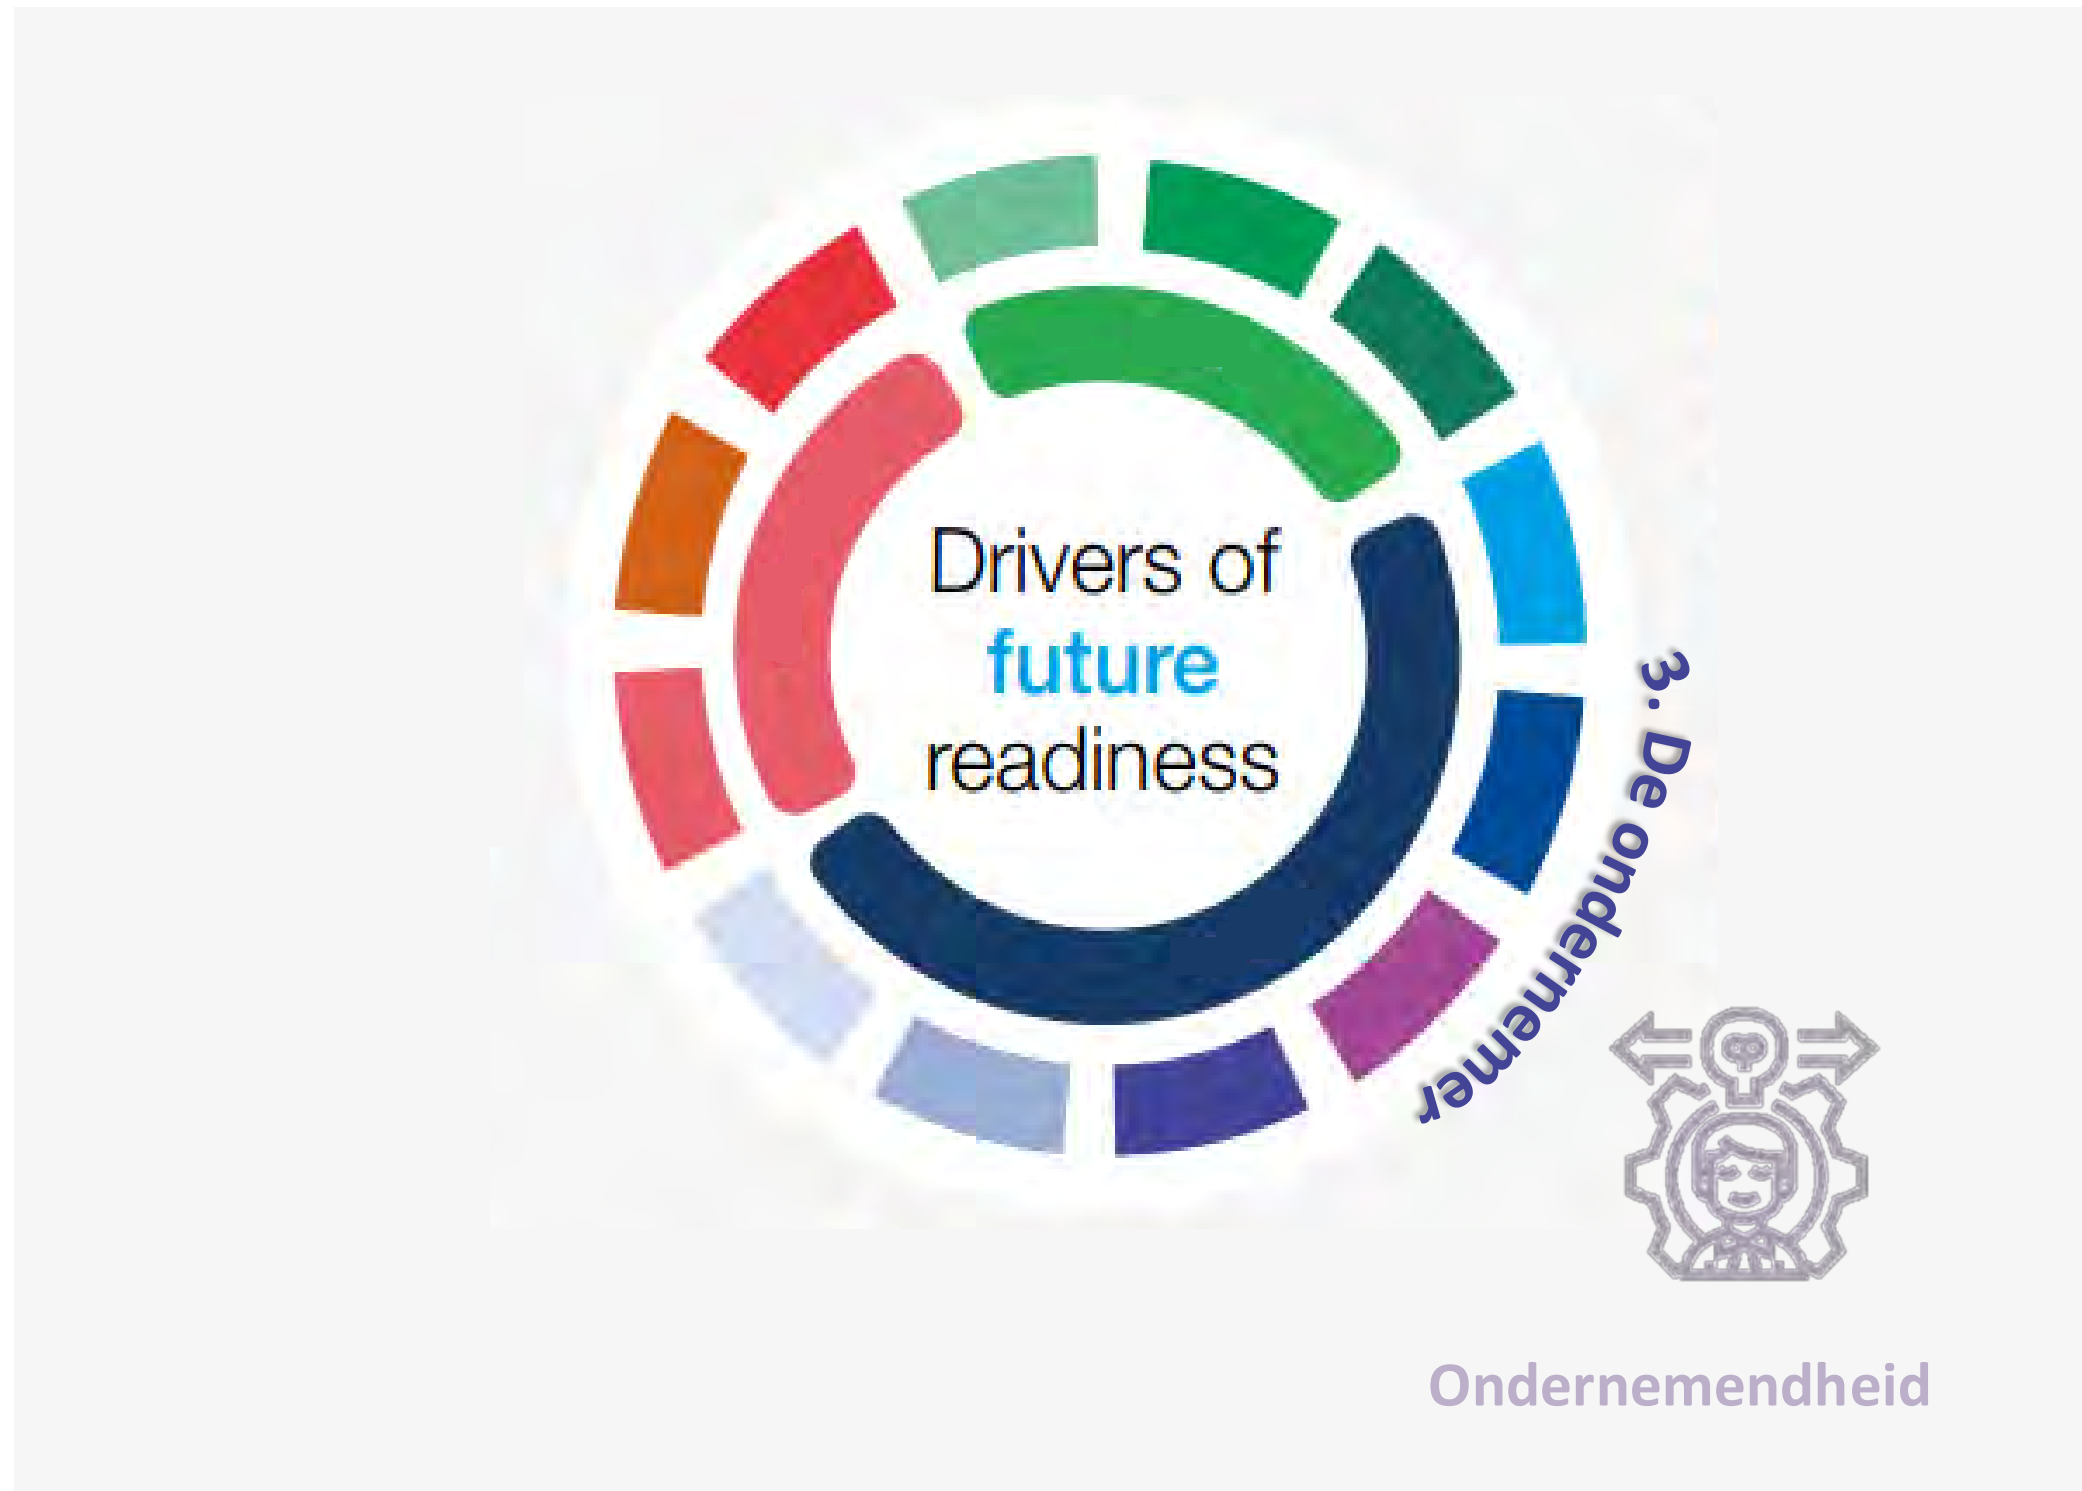 Drivers of
future
readiness
3. De ondernemer
Ondernemendheid